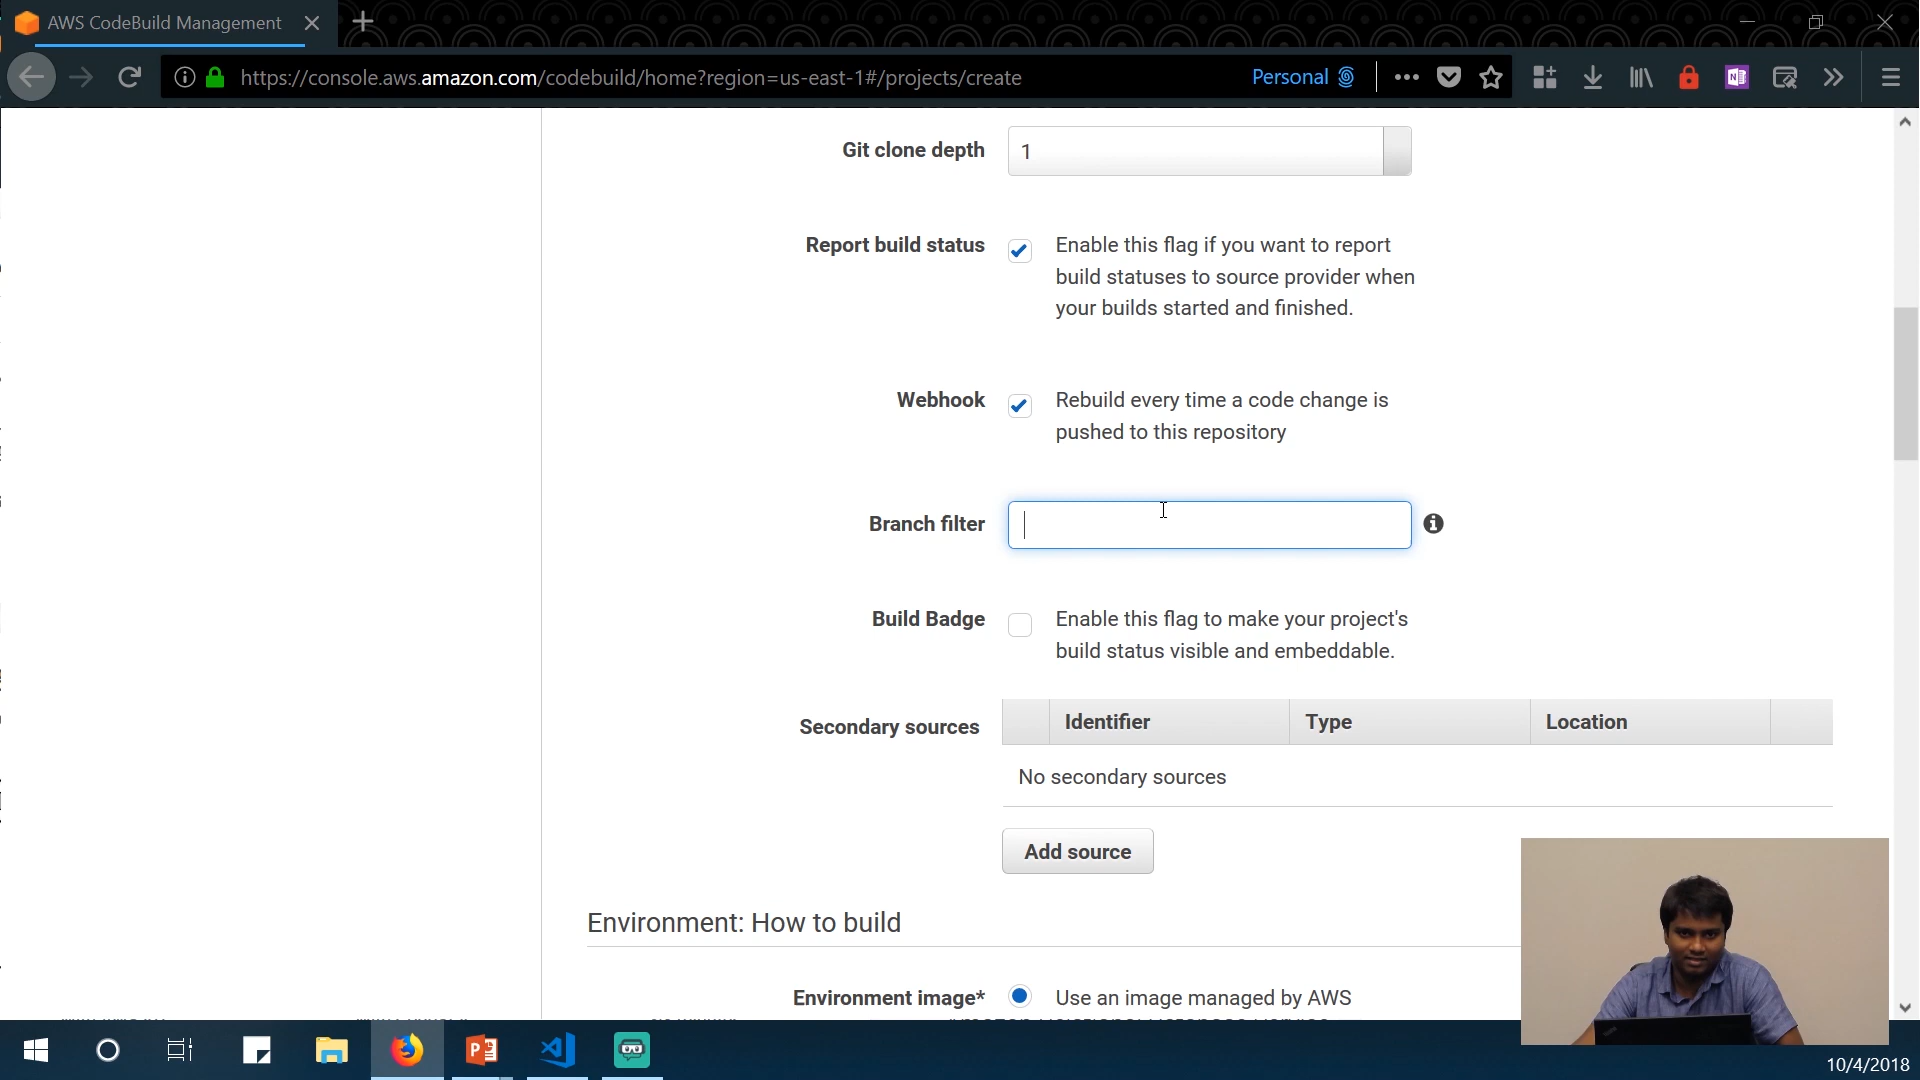 AWS CodeBuild Management
https://console.aws.amazon.com/codebuild/home?region=us-east-1#/projects/create
Personal
Git clone depth
1
Report build status
Enable this flag if you want to report
build statuses to source provider when
your builds started and finished.
Webhook
Rebuild every time a code change is
pushed to this repository
Branch filter
Build Badge
Enable this flag to make your project's
build status visible and embeddable.
Secondary sources
Identifier
Type
Location
No secondary sources
Add source
Environment: How to build
Environment image*
Use an image managed by AWS
10/4/2018